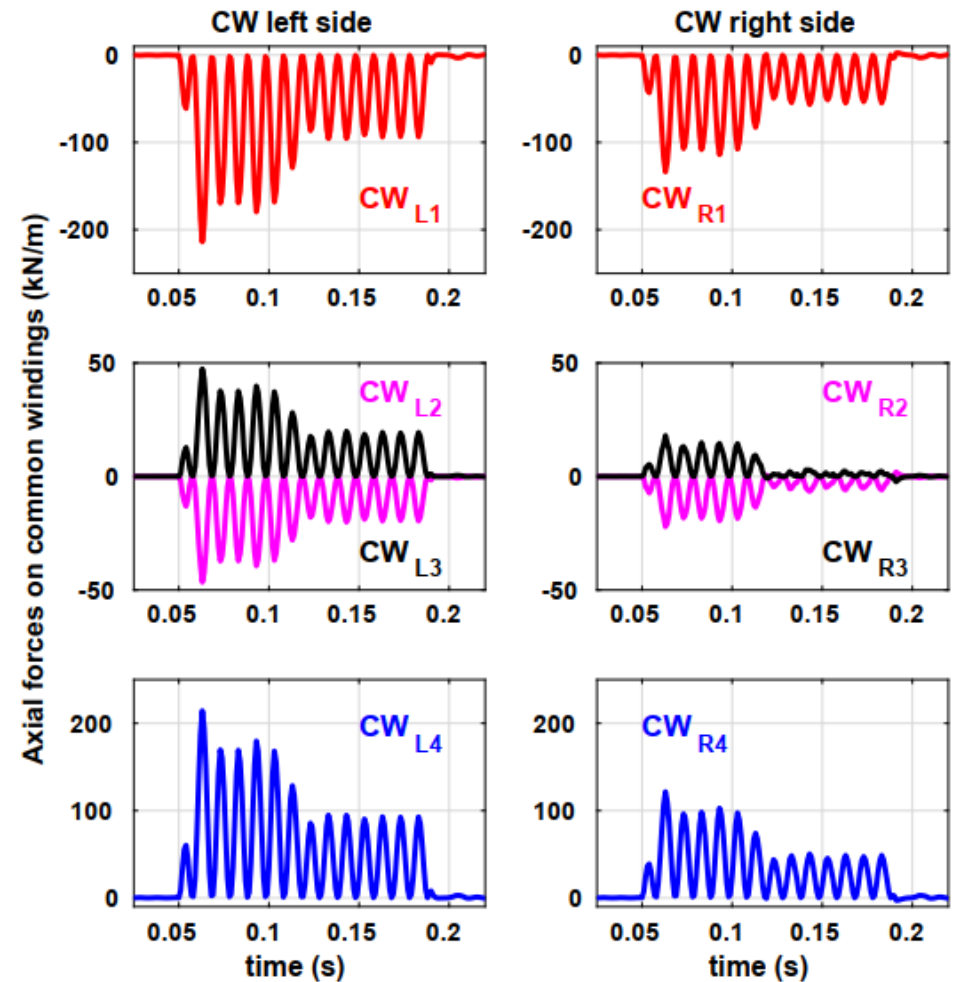 CW left side
CW right side
Axial forces on common windings (kN/m)
0
-100
-200
CW L1
0.05 0.1 0.15 0.2
0
-100
-200
CW R1
0.05 0.1 0.15 0.2
50
0
-50
CW L2
CW L3
0.05 0.1 0.15 0.2
50
0
-50
CW R2
CW R3
0.05 0.1 0.15 0.2
200
100
0
CW L4
0.05 0.1 0.15 0.2
time (s)
200
100
0
CW R4
0.05 0.1 0.15 0.2
time (s)